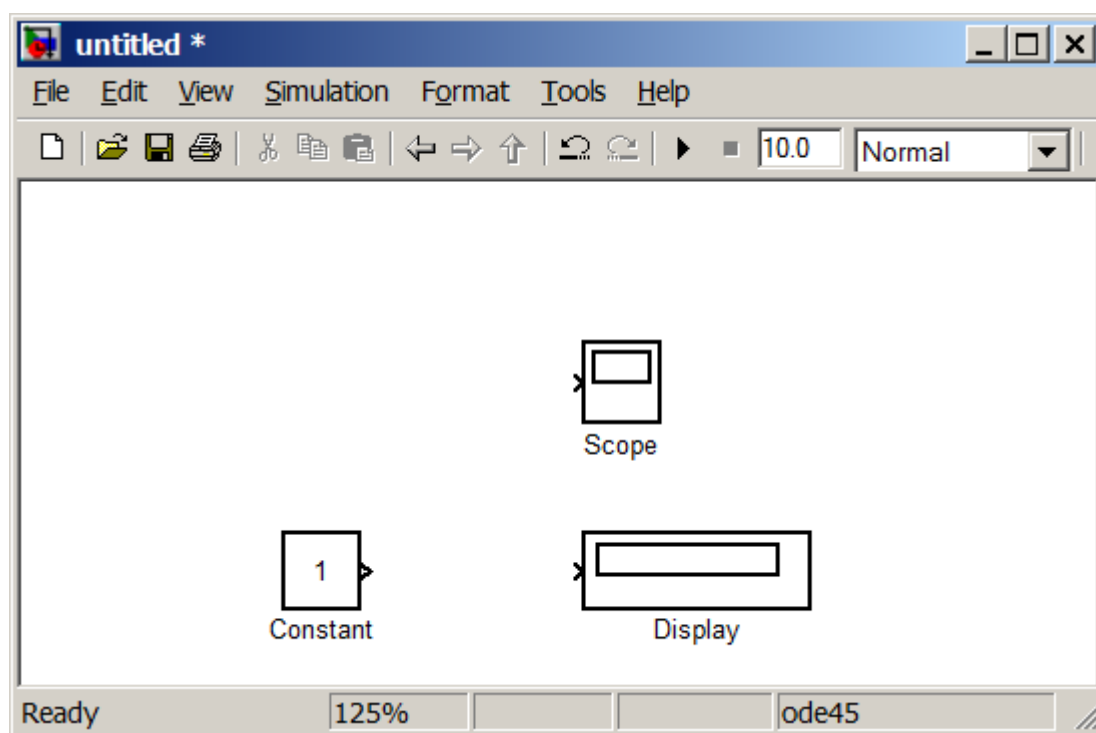 untitled *
File Edit View Simulation Format Tools Help
10.0 Normal
Scope
1
Constant Display
Ready 125% ode45